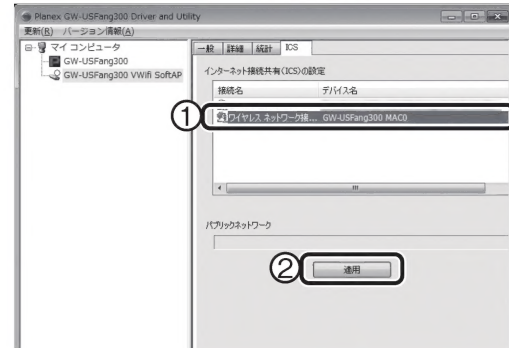 Planex GW-USFang300 Driver and Utility
更新(R) バージョン情報(A)
マイ コンピュータ
GW-USFang300
GW-USFang300 VWifi SoftAP
一般 詳細 統計 ICS
インターネット接続共有(ICS)の設定
接続名 デバイス名
① ワイヤレス ネットワーク接... GW-USFang300 MAC0
パブリックネットワーク
② 適用